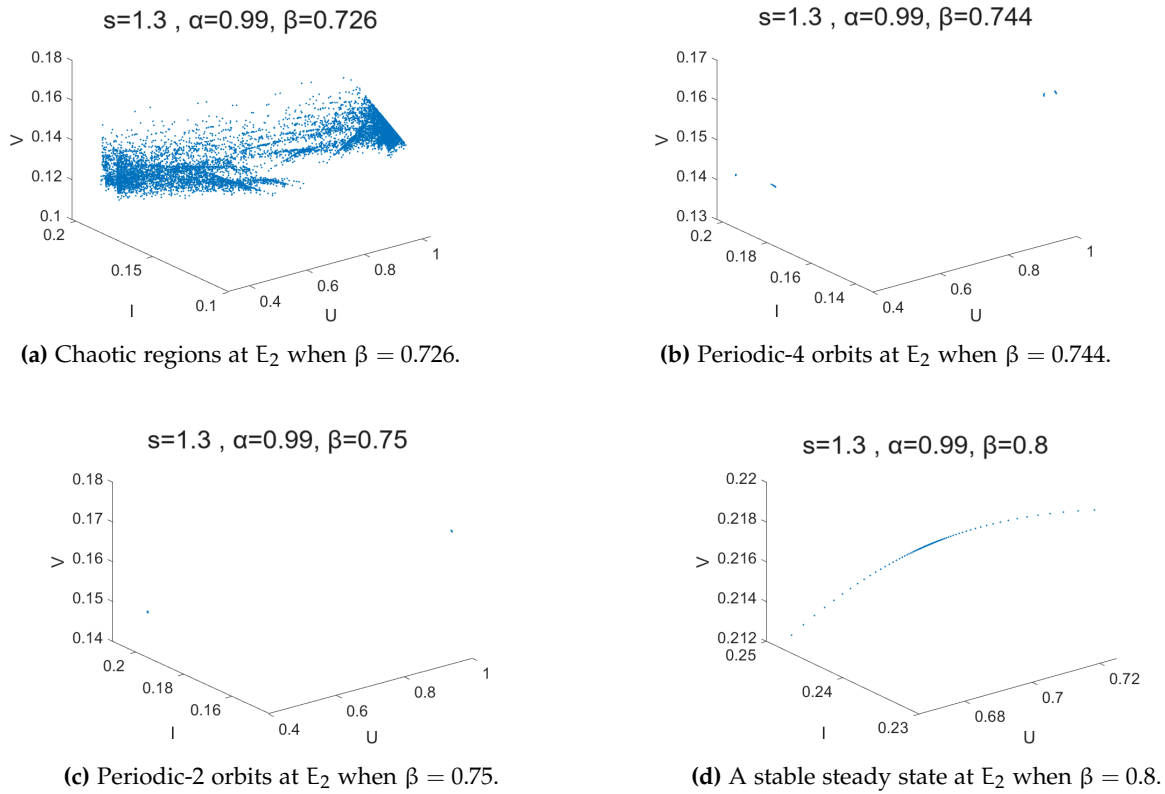 s=1.3 , α=0.99, β=0.726
0.18
0.16
0.14
0.12
0.1
V
0.2
0.15
0.1
I
0.4
0.6
0.8
1
U
(a) Chaotic regions at E₂ when β = 0.726.
s=1.3 , α=0.99, β=0.744
0.17
0.16
0.15
0.14
0.13
V
0.2
0.18
0.16
0.14
I
0.4
0.6
0.8
1
U
(b) Periodic-4 orbits at E₂ when β = 0.744.
s=1.3 , α=0.99, β=0.75
0.18
0.17
0.16
0.15
0.14
V
0.2
0.18
0.16
I
0.4
0.6
0.8
1
U
(c) Periodic-2 orbits at E₂ when β = 0.75.
s=1.3 , α=0.99, β=0.8
0.22
0.218
0.216
0.214
0.212
V
0.25
0.24
0.23
I
0.68
0.7
0.72
U
(d) A stable steady state at E₂ when β = 0.8.